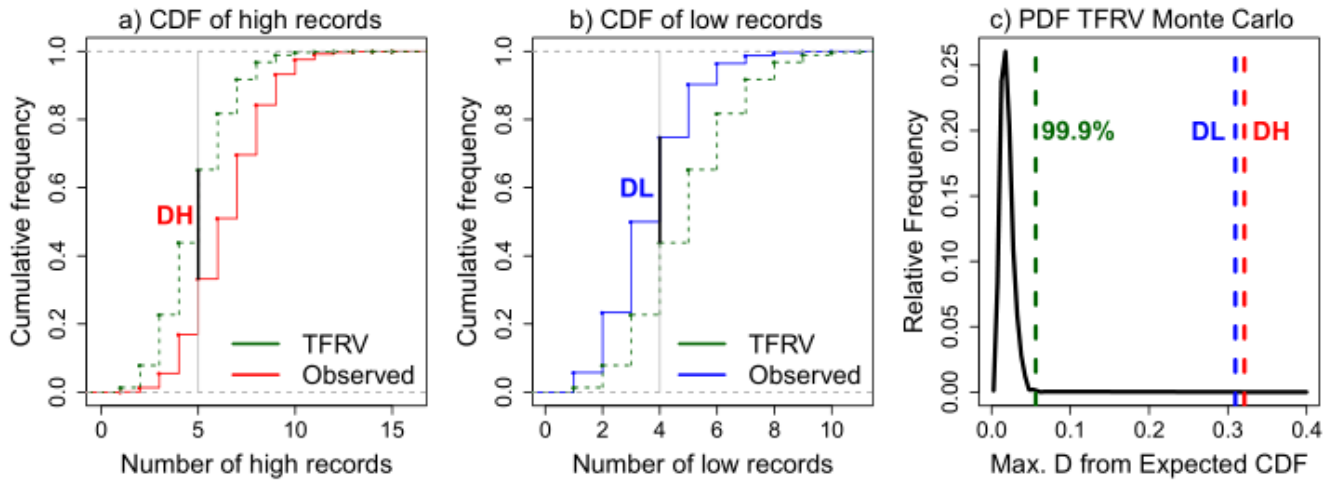 a) CDF of high records
Cumulative frequency
0.0 0.2 0.4 0.6 0.8 1.0
DH
TFRV
Observed
0 5 10 15
Number of high records
b) CDF of low records
Cumulative frequency
0.0 0.2 0.4 0.6 0.8 1.0
DL
TFRV
Observed
0 2 4 6 8 10
Number of low records
c) PDF TFRV Monte Carlo
Relative Frequency
0.00 0.05 0.10 0.15 0.20 0.25
99.9% DL DH
0.0 0.1 0.2 0.3 0.4
Max. D from Expected CDF